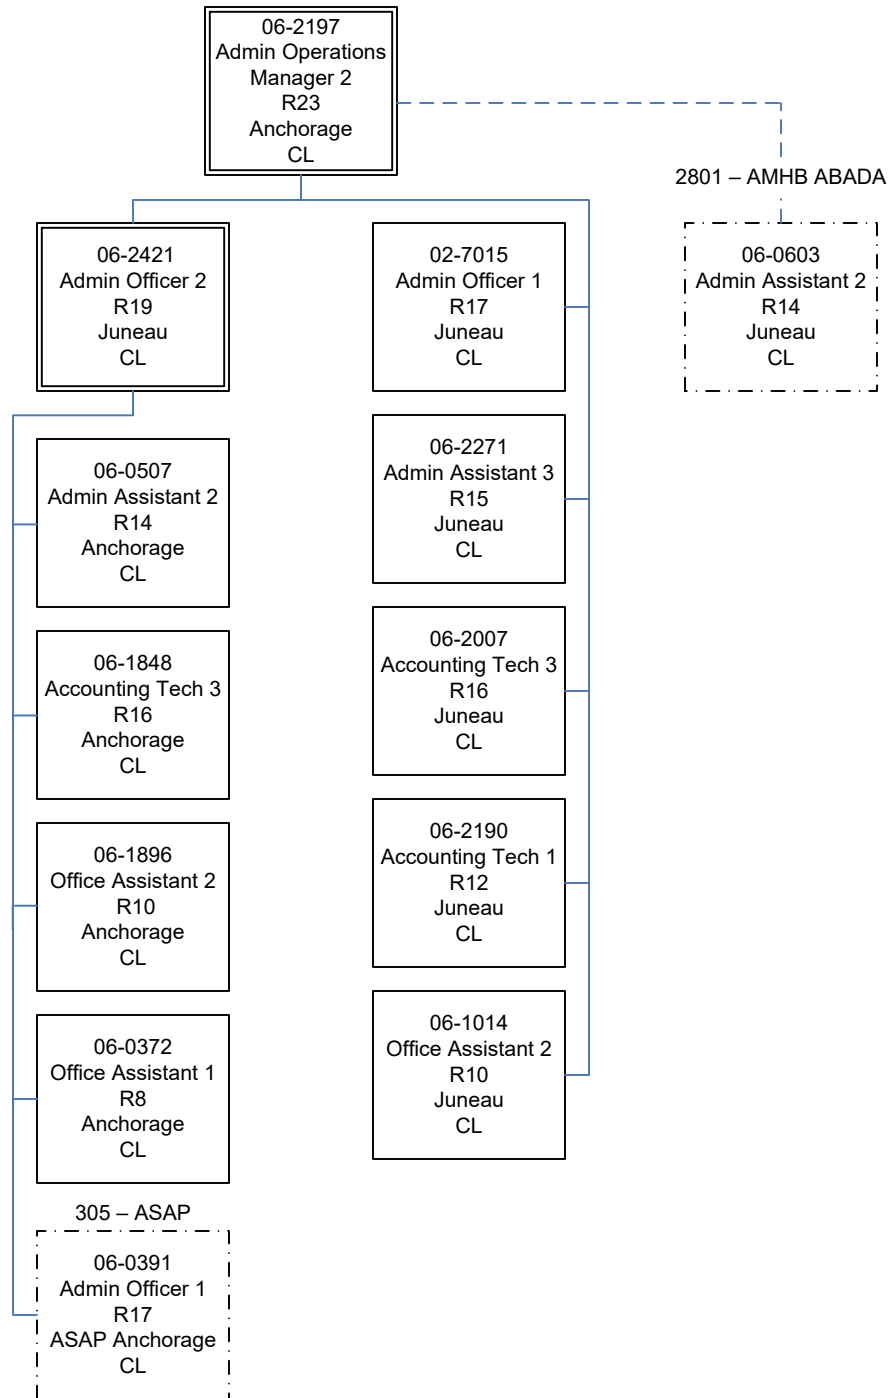 06-2197
Admin Operations
Manager 2
R23
Anchorage
CL
2801 – AMHB ABADA
06-2421
Admin Officer 2
R19
Juneau
CL
02-7015
Admin Officer 1
R17
Juneau
CL
06-0603
Admin Assistant 2
R14
Juneau
CL
06-0507
Admin Assistant 2
R14
Anchorage
CL
06-2271
Admin Assistant 3
R15
Juneau
CL
06-1848
Accounting Tech 3
R16
Anchorage
CL
06-2007
Accounting Tech 3
R16
Juneau
CL
06-1896
Office Assistant 2
R10
Anchorage
CL
06-2190
Accounting Tech 1
R12
Juneau
CL
06-0372
Office Assistant 1
R8
Anchorage
CL
06-1014
Office Assistant 2
R10
Juneau
CL
305 – ASAP
06-0391
Admin Officer 1
R17
ASAP Anchorage
CL